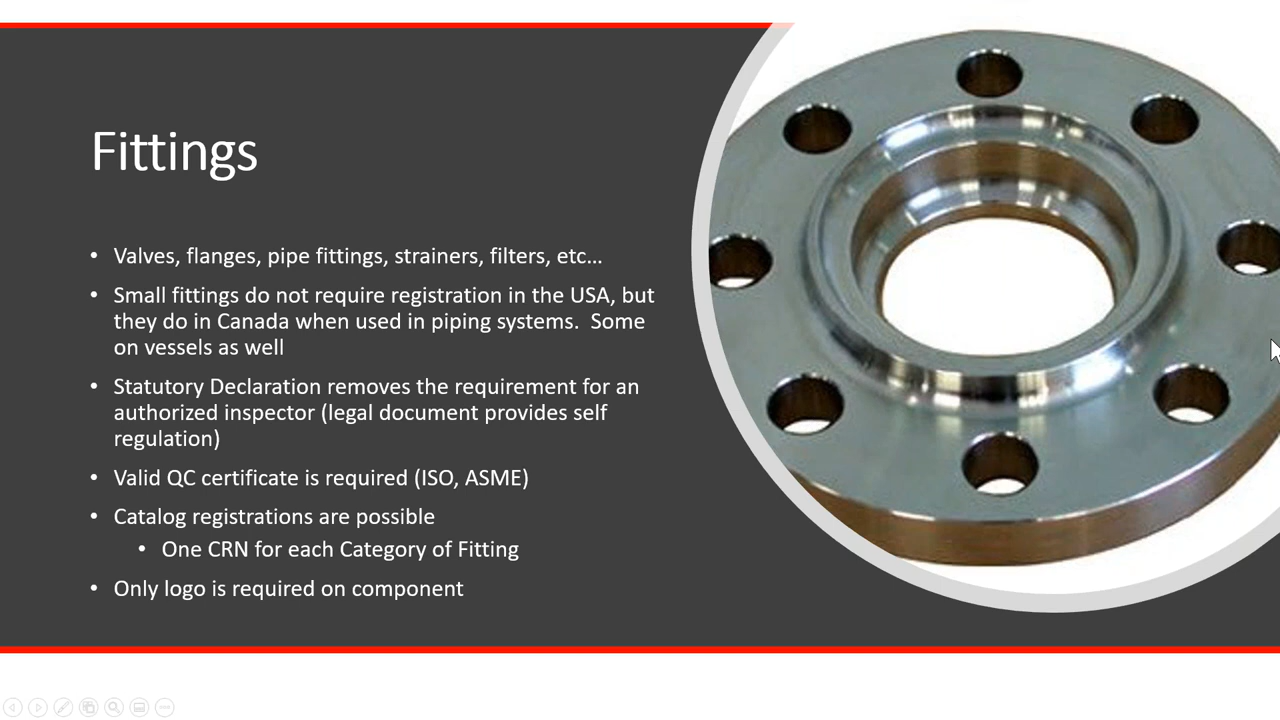 Fittings
• Valves, flanges, pipe fittings, strainers, filters, etc...
• Small fittings do not require registration in the USA, but
they do in Canada when used in piping systems.  Some
on vessels as well
• Statutory Declaration removes the requirement for an
authorized inspector (legal document provides self
regulation)
• Valid QC certificate is required (ISO, ASME)
• Catalog registrations are possible
• One CRN for each Category of Fitting
• Only logo is required on component